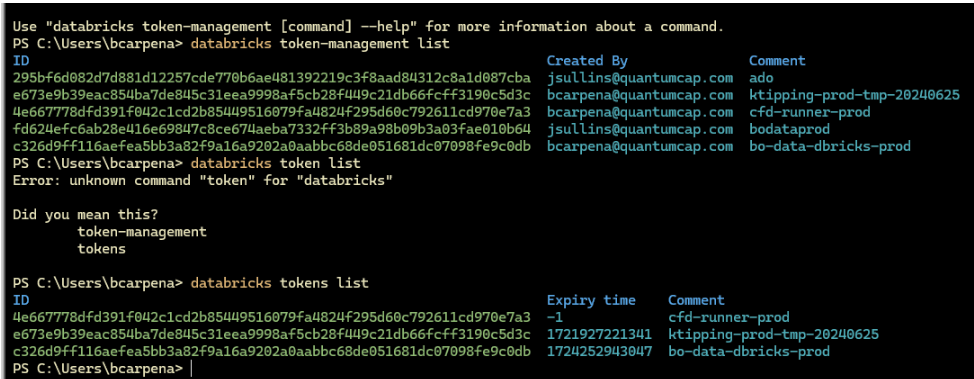 Use "databricks token-management [command] --help" for more information about a command.
PS C:\Users\bcarpena> databricks token-management list
ID Created By Comment
295bf6d082d7d881d12257cde770b6ae481392219c3f8aad84312c8a1d087cba jsullins@quantumcap.com ado
e673e9b39eac854ba7de845c31eea9998af5cb28f449c21db66fcff3190c5d3c bcarpena@quantumcap.com ktipping-prod-tmp-20240625
4e667778dfd391f042c1cd2b85449516079fa4824f295d60c792611cd970e7a3 bcarpena@quantumcap.com cfd-runner-prod
fd624efc6ab28e416e69847c8ce674aeba7332ff3b89a98b09b3a03fae010b64 jsullins@quantumcap.com bodataprod
c326d9ff116aefea5bb3a82f9a16a9202a0aabbc68de051681dc07098fe9c0db bcarpena@quantumcap.com bo-data-dbricks-prod
PS C:\Users\bcarpena> databricks token list
Error: unknown command "token" for "databricks"
Did you mean this?
token-management
tokens
PS C:\Users\bcarpena> databricks tokens list
ID Expiry time Comment
4e667778dfd391f042c1cd2b85449516079fa4824f295d60c792611cd970e7a3 -1 cfd-runner-prod
e673e9b39eac854ba7de845c31eea9998af5cb28f449c21db66fcff3190c5d3c 1721927221341 ktipping-prod-tmp-20240625
c326d9ff116aefea5bb3a82f9a16a9202a0aabbc68de051681dc07098fe9c0db 1724252943047 bo-data-dbricks-prod
PS C:\Users\bcarpena>